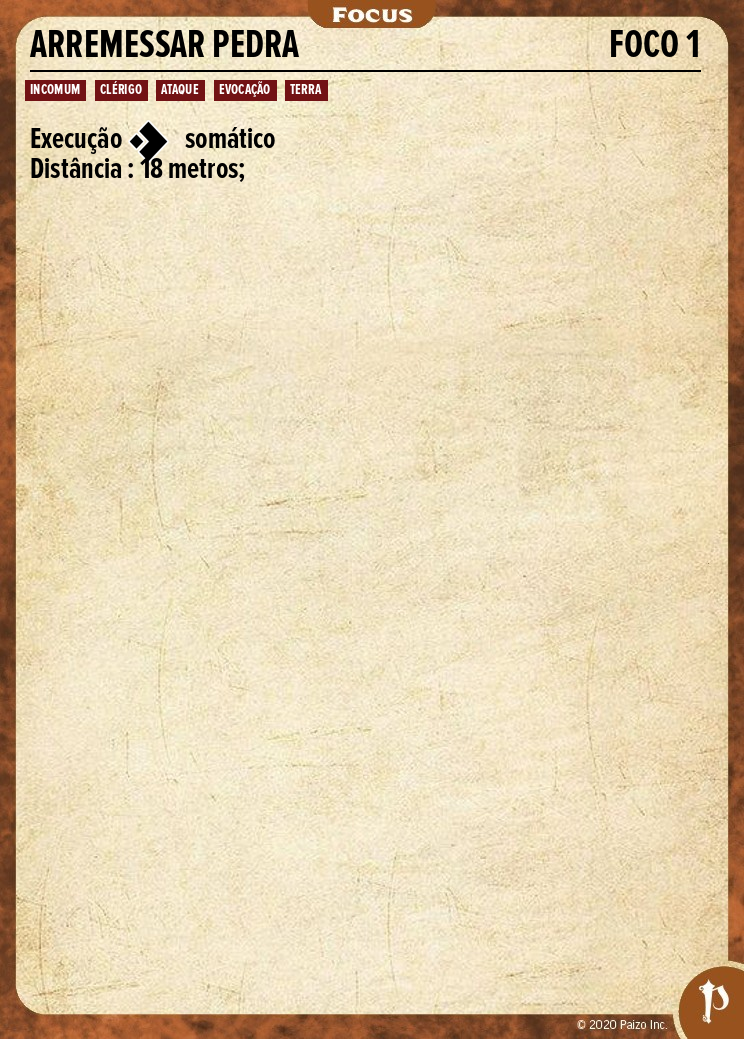 Focus
ARREMESSAR PEDRA FOCO 1
INCOMUM CLÉRIGO ATAQUE EVOCAÇÃO TERRA
Execução somático
Distância : 18 metros;
© 2020 Paizo Inc.